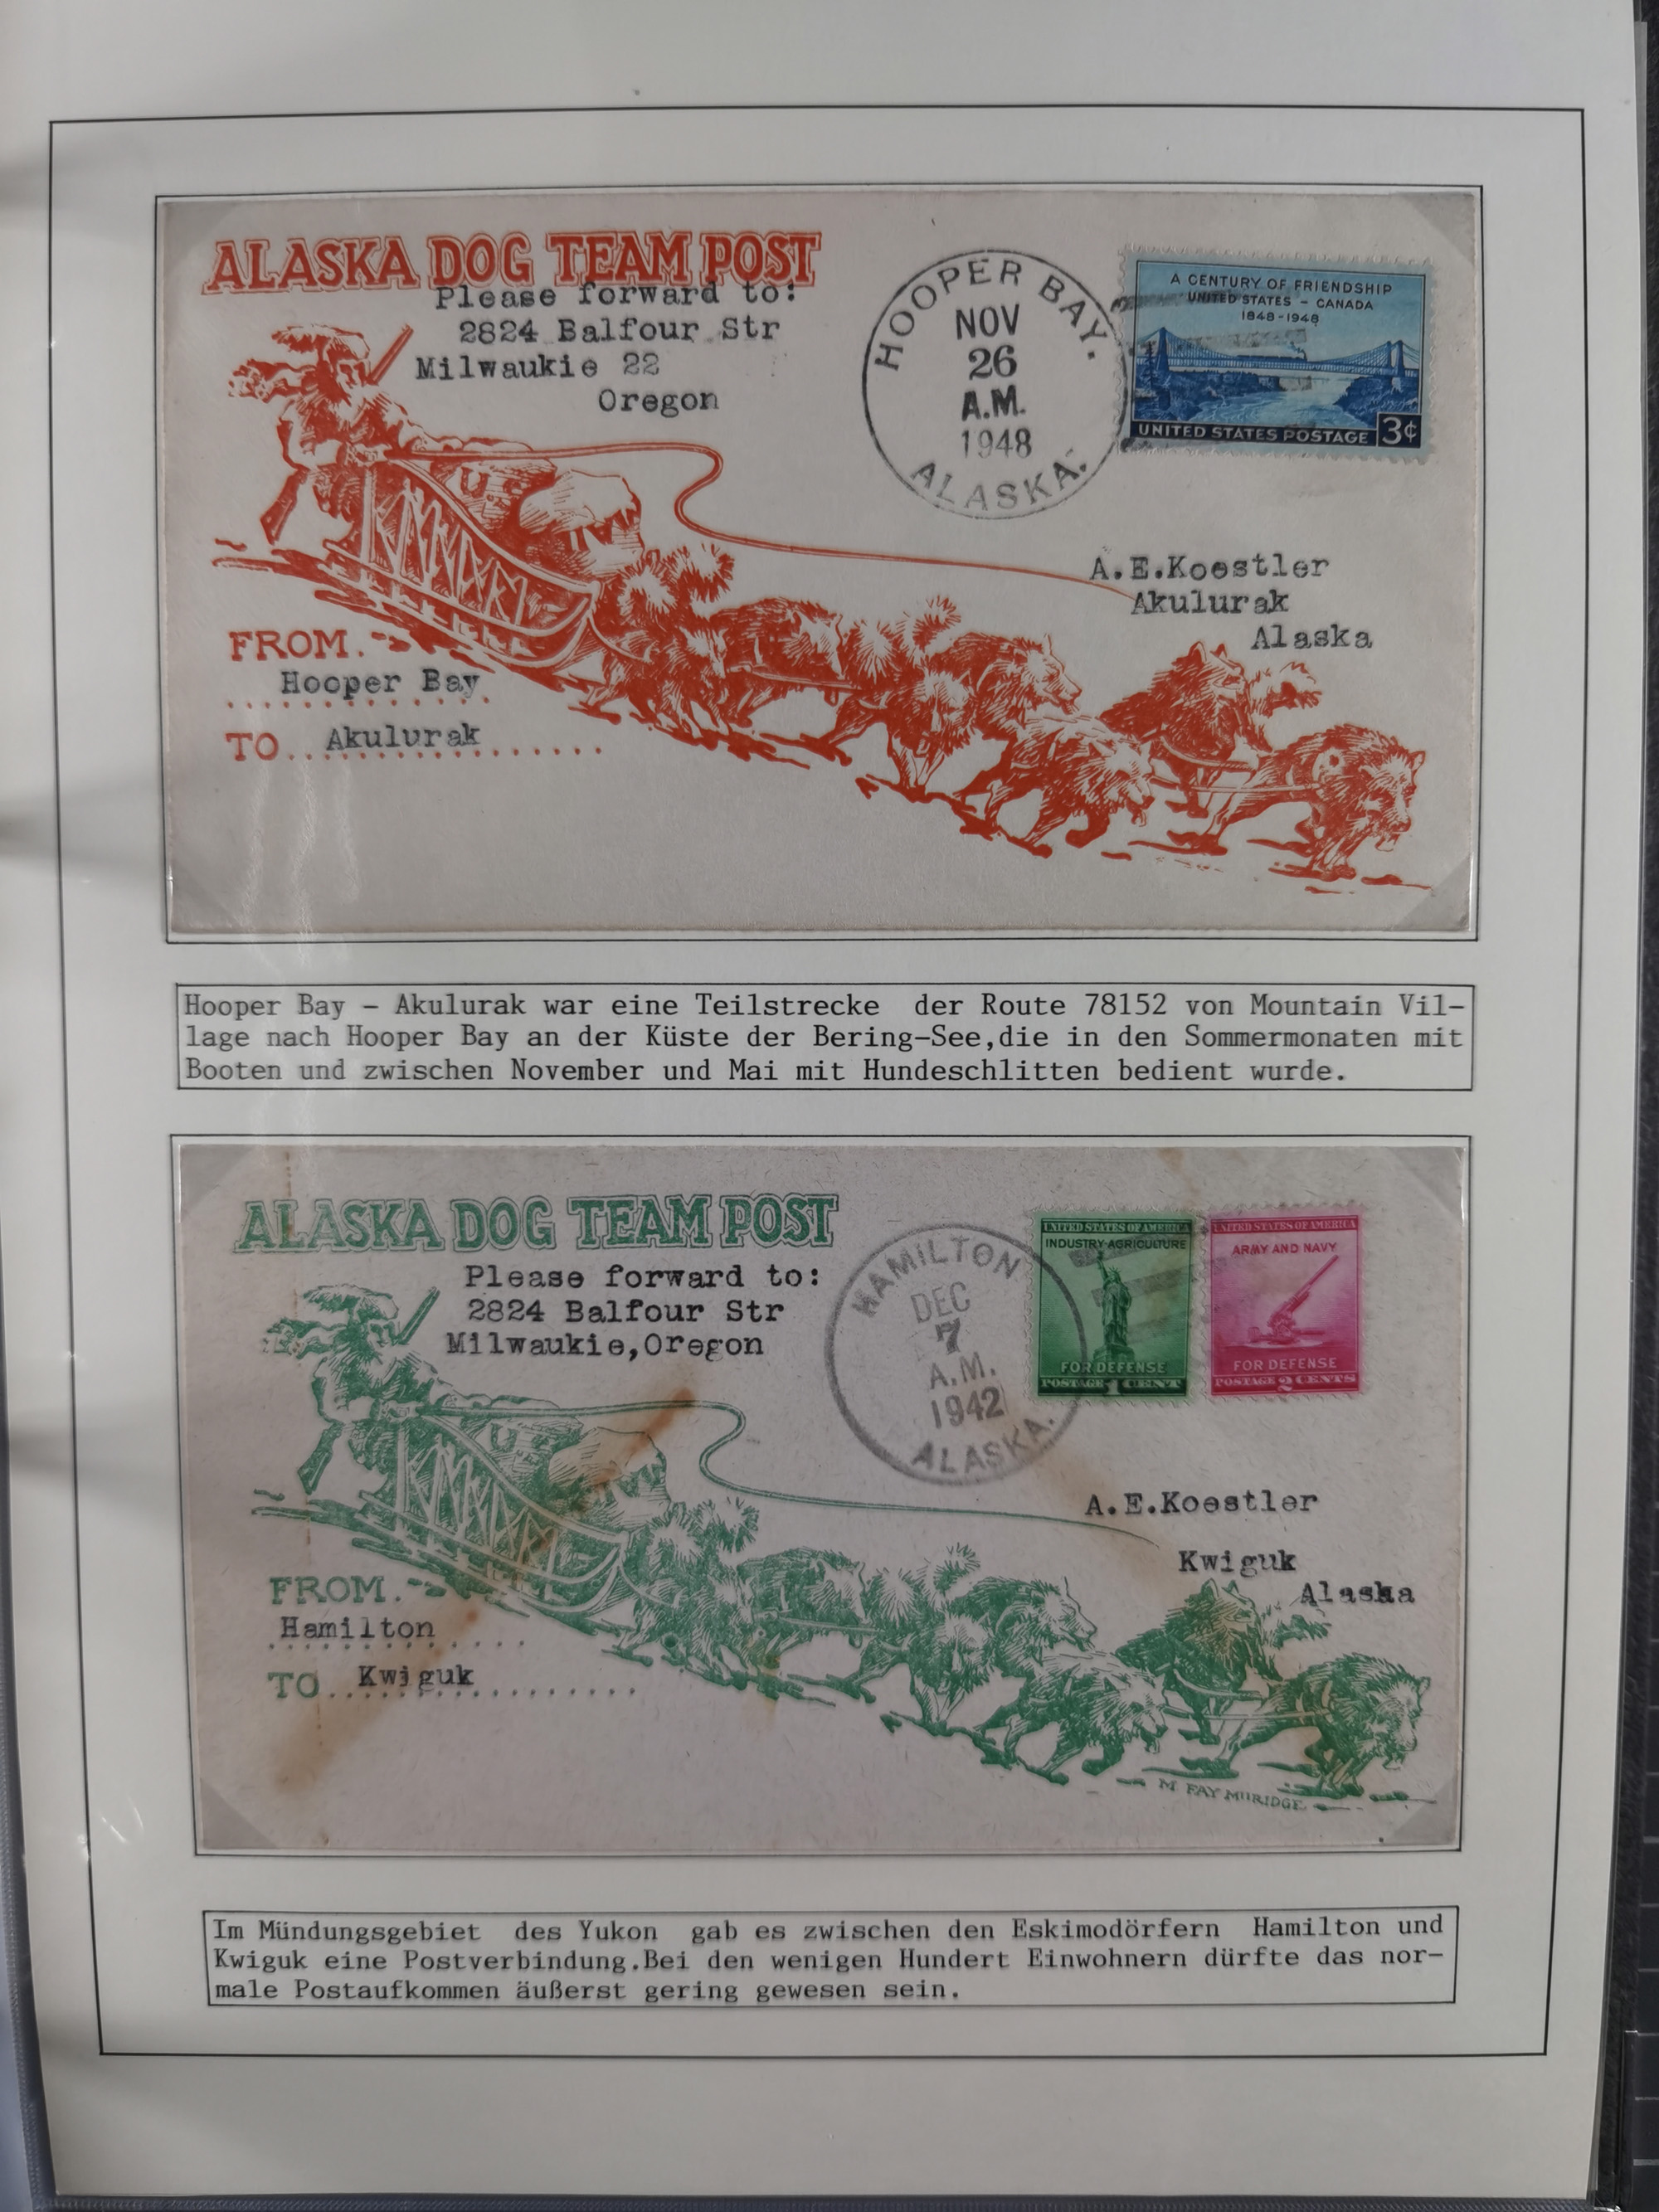 ALASKA DOG TEAM POST
Please forward to:
2824 Balfour Str
Milwaukie 22
Oregon
HOOPER BAY.
NOV
26
A.M.
1948
ALASKA.
A CENTURY OF FRIENDSHIP
UNITED STATES - CANADA
1848-1948
UNITED STATES POSTAGE 3¢
A.E.Koestler
Akulurak
Alaska
FROM.
Hooper Bay
TO.. Akulurak
Hooper Bay - Akulurak war eine Teilstrecke der Route 78152 von Mountain Vil-
lage nach Hooper Bay an der Küste der Bering-See,die in den Sommermonaten mit
Booten und zwischen November und Mai mit Hundeschlitten bedient wurde.
ALASKA DOG TEAM POST
Please forward to:
2824 Balfour Str
Milwaukie,Oregon
HAMILTON
DEC
7
A.M.
1942
ALASKA.
UNITED STATES OF AMERICA
INDUSTRY-AGRICULTURE
FOR DEFENSE
POSTAGE 1 CENT
UNITED STATES OF AMERICA
ARMY AND NAVY
FOR DEFENSE
POSTAGE 2 CENTS
A.E.Koestler
Kwiguk
Alaska
FROM.
Hamilton
TO.. Kwiguk
Im Mündungsgebiet des Yukon gab es zwischen den Eskimodörfern Hamilton und
Kwiguk eine Postverbindung.Bei den wenigen Hundert Einwohnern dürfte das nor-
male Postaufkommen äußerst gering gewesen sein.